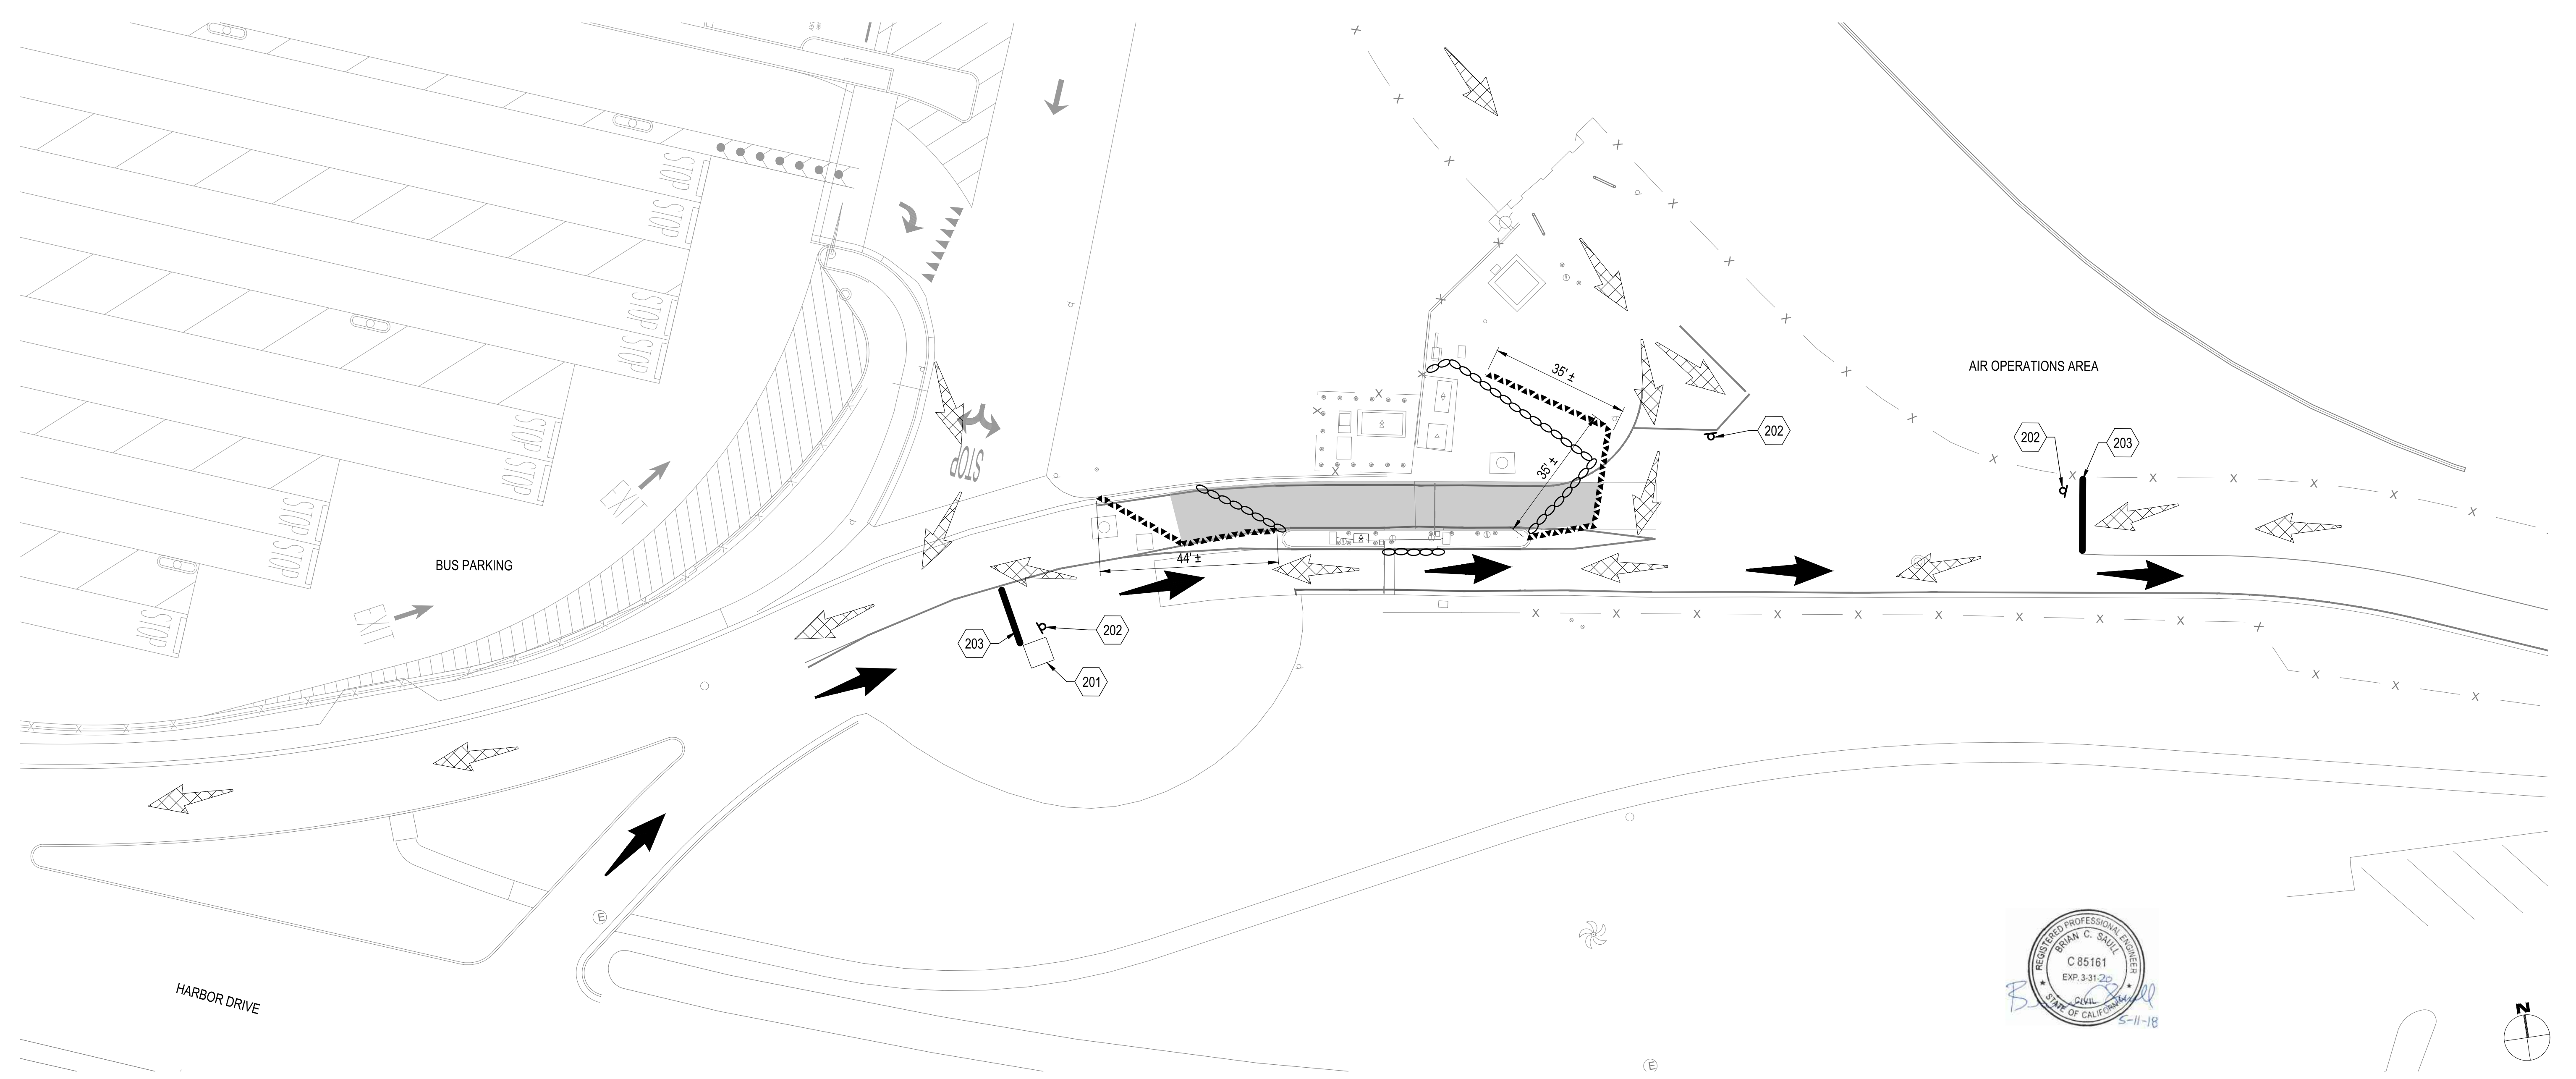 STOP
STOP
STOP
STOP
STOP
STOP
STOP
STOP
STOP
STOP
STOP
EXIT
EXIT
BUS PARKING
HARBOR DRIVE
AIR OPERATIONS AREA
35' ±
35' ±
44' ±
202
202
203
203
202
201
E
E
REGISTERED PROFESSIONAL ENGINEER
BRIAN C. SAULL
C 85161
EXP. 3-31-20
CIVIL
STATE OF CALIFORNIA
5-11-18
N